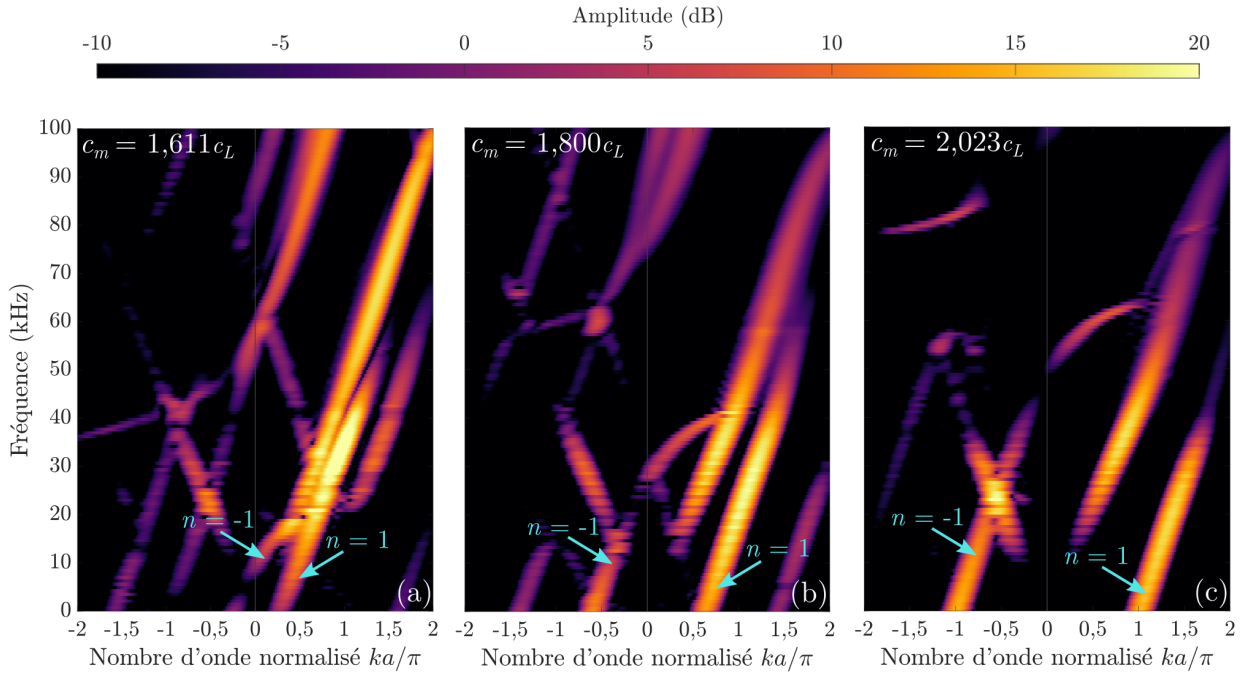 Amplitude (dB)
-10 -5 0 5 10 15 20
Fréquence (kHz)
100
90
80
70
60
50
40
30
20
10
0
c_m = 1,611c_L
n = -1
n = 1
(a)
-2 -1,5 -1 -0,5 0 0,5 1 1,5 2
Nombre d'onde normalisé ka/π
c_m = 1,800c_L
n = -1
n = 1
(b)
-2 -1,5 -1 -0,5 0 0,5 1 1,5 2
Nombre d'onde normalisé ka/π
c_m = 2,023c_L
n = -1
n = 1
(c)
-2 -1,5 -1 -0,5 0 0,5 1 1,5 2
Nombre d'onde normalisé ka/π